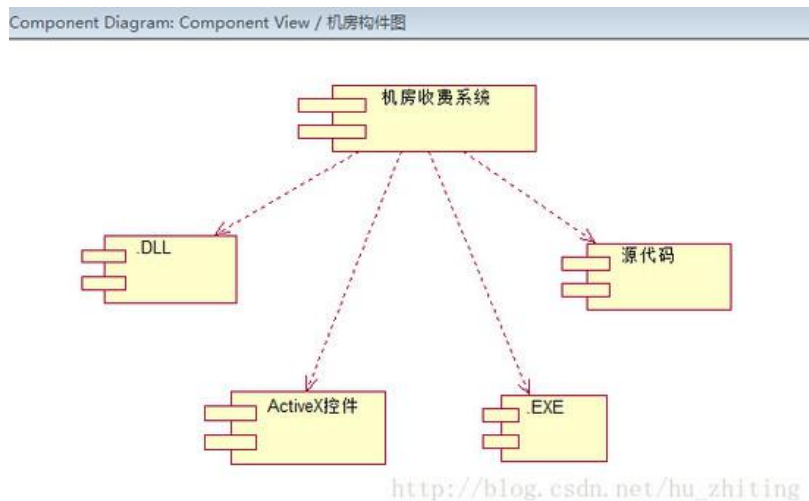 Component Diagram: Component View / 机房构件图
机房收费系统
.DLL
源代码
ActiveX控件
.EXE
http://blog.csdn.net/hu_zhiting